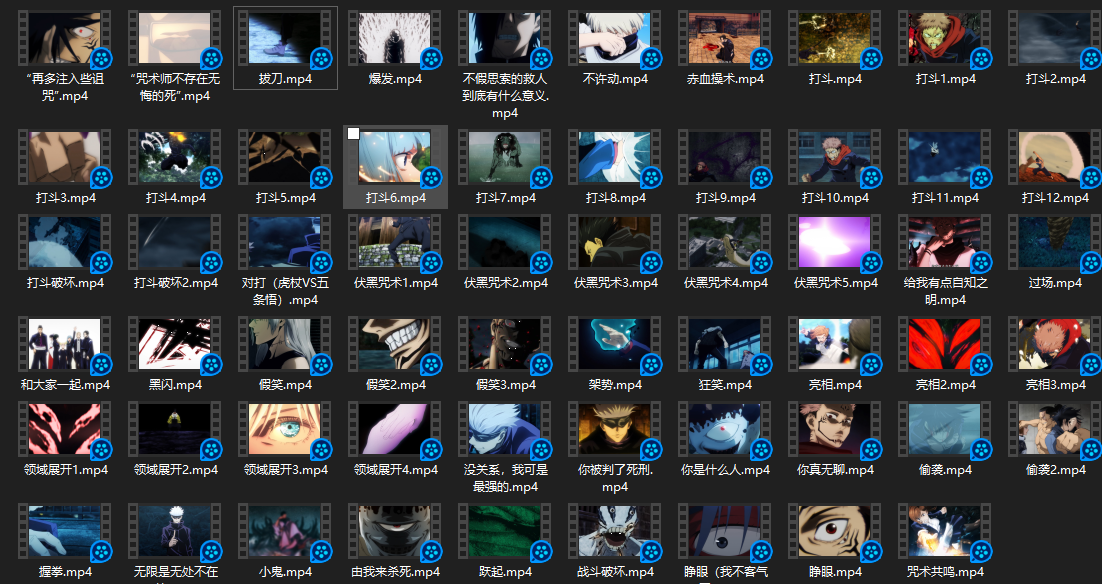 “再多注入些诅
咒”.mp4
“咒术师不存在无
悔的死”.mp4
拔刀.mp4
爆发.mp4
不假思索的救人
到底有什么意义.
mp4
不许动.mp4
赤血操术.mp4
打斗.mp4
打斗1.mp4
打斗2.mp4
打斗3.mp4
打斗4.mp4
打斗5.mp4
打斗6.mp4
打斗7.mp4
打斗8.mp4
打斗9.mp4
打斗10.mp4
打斗11.mp4
打斗12.mp4
打斗破坏.mp4
打斗破坏2.mp4
对打（虎杖VS五
条悟）.mp4
伏黑咒术1.mp4
伏黑咒术2.mp4
伏黑咒术3.mp4
伏黑咒术4.mp4
伏黑咒术5.mp4
给我有点自知之
明.mp4
过场.mp4
和大家一起.mp4
黑闪.mp4
假笑.mp4
假笑2.mp4
假笑3.mp4
架势.mp4
狂笑.mp4
亮相.mp4
亮相2.mp4
亮相3.mp4
领域展开1.mp4
领域展开2.mp4
领域展开3.mp4
领域展开4.mp4
没关系，我可是
最强的.mp4
你被判了死刑.
mp4
你是什么人.mp4
你真无聊.mp4
偷袭.mp4
偷袭2.mp4
握拳.mp4
无限是无处不在
小鬼.mp4
由我来杀死.mp4
跃起.mp4
战斗破坏.mp4
睁眼（我不客气
睁眼.mp4
咒术共鸣.mp4